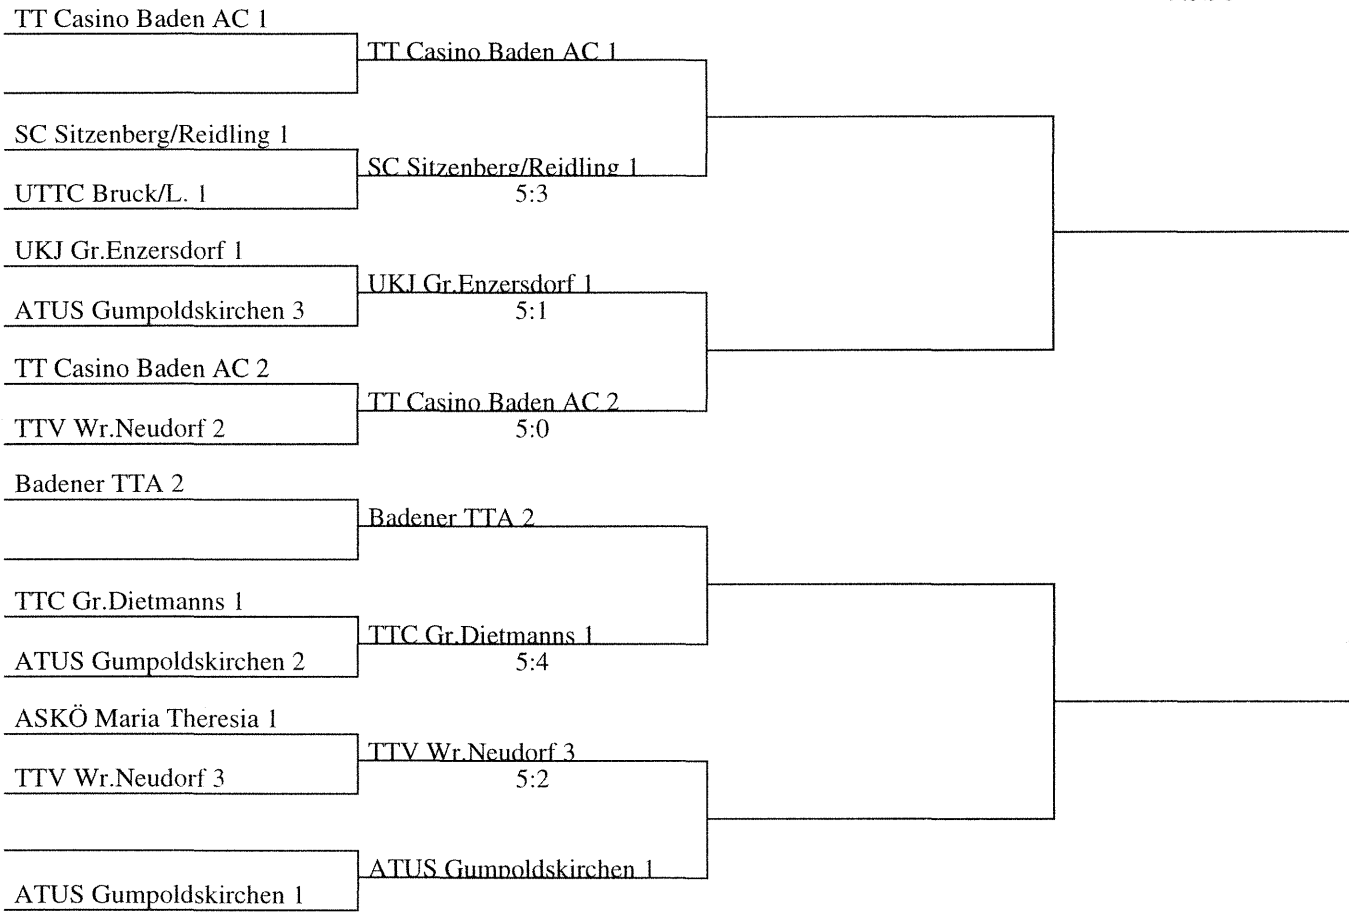 TT Casino Baden AC 1
TT Casino Baden AC 1
SC Sitzenberg/Reidling 1
SC Sitzenberg/Reidling 1
UTTC Bruck/L. 1
5:3
UKJ Gr.Enzersdorf 1
UKJ Gr.Enzersdorf 1
ATUS Gumpoldskirchen 3
5:1
TT Casino Baden AC 2
TT Casino Baden AC 2
TTV Wr.Neudorf 2
5:0
Badener TTA 2
Badener TTA 2
TTC Gr.Dietmanns 1
TTC Gr.Dietmanns 1
ATUS Gumpoldskirchen 2
5:4
ASKÖ Maria Theresia 1
TTV Wr.Neudorf 3
TTV Wr.Neudorf 3
5:2
ATUS Gumpoldskirchen 1
ATUS Gumpoldskirchen 1